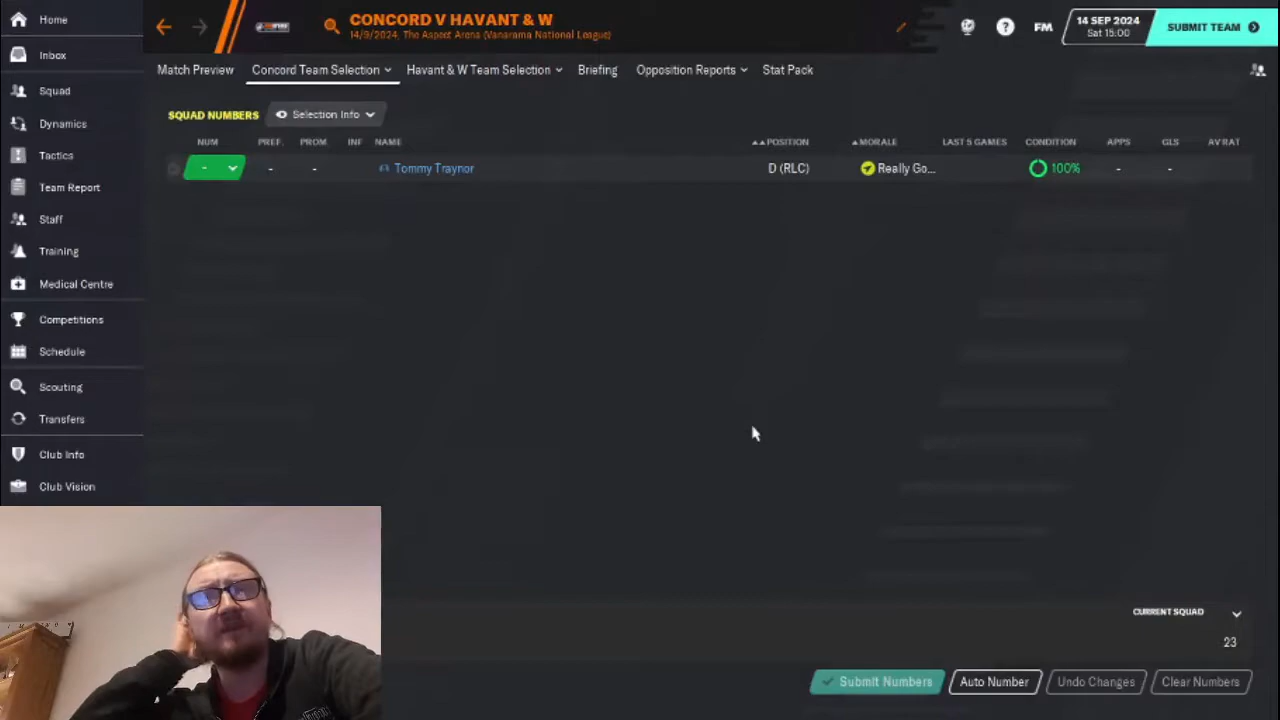 Home
CONCORD V HAVANT & W
14/9/2024, The Aspect Arena (Vanarama National League)
FM
14 SEP 2024
Sat 15:00
SUBMIT TEAM
Inbox
Squad
Dynamics
Tactics
Team Report
Staff
Training
Medical Centre
Competitions
Schedule
Scouting
Transfers
Club Info
Club Vision
Match Preview
Concord Team Selection
Havant & W Team Selection
Briefing
Opposition Reports
Stat Pack
SQUAD NUMBERS
Selection Info
NUM PREF. PROM INF NAME POSITION MORALE LAST 5 GAMES CONDITION APPS GLS AV RAT
- - - Tommy Traynor D (RLC) Really Go... 100% - -
CURRENT SQUAD
23
Submit Numbers
Auto Number
Undo Changes
Clear Numbers